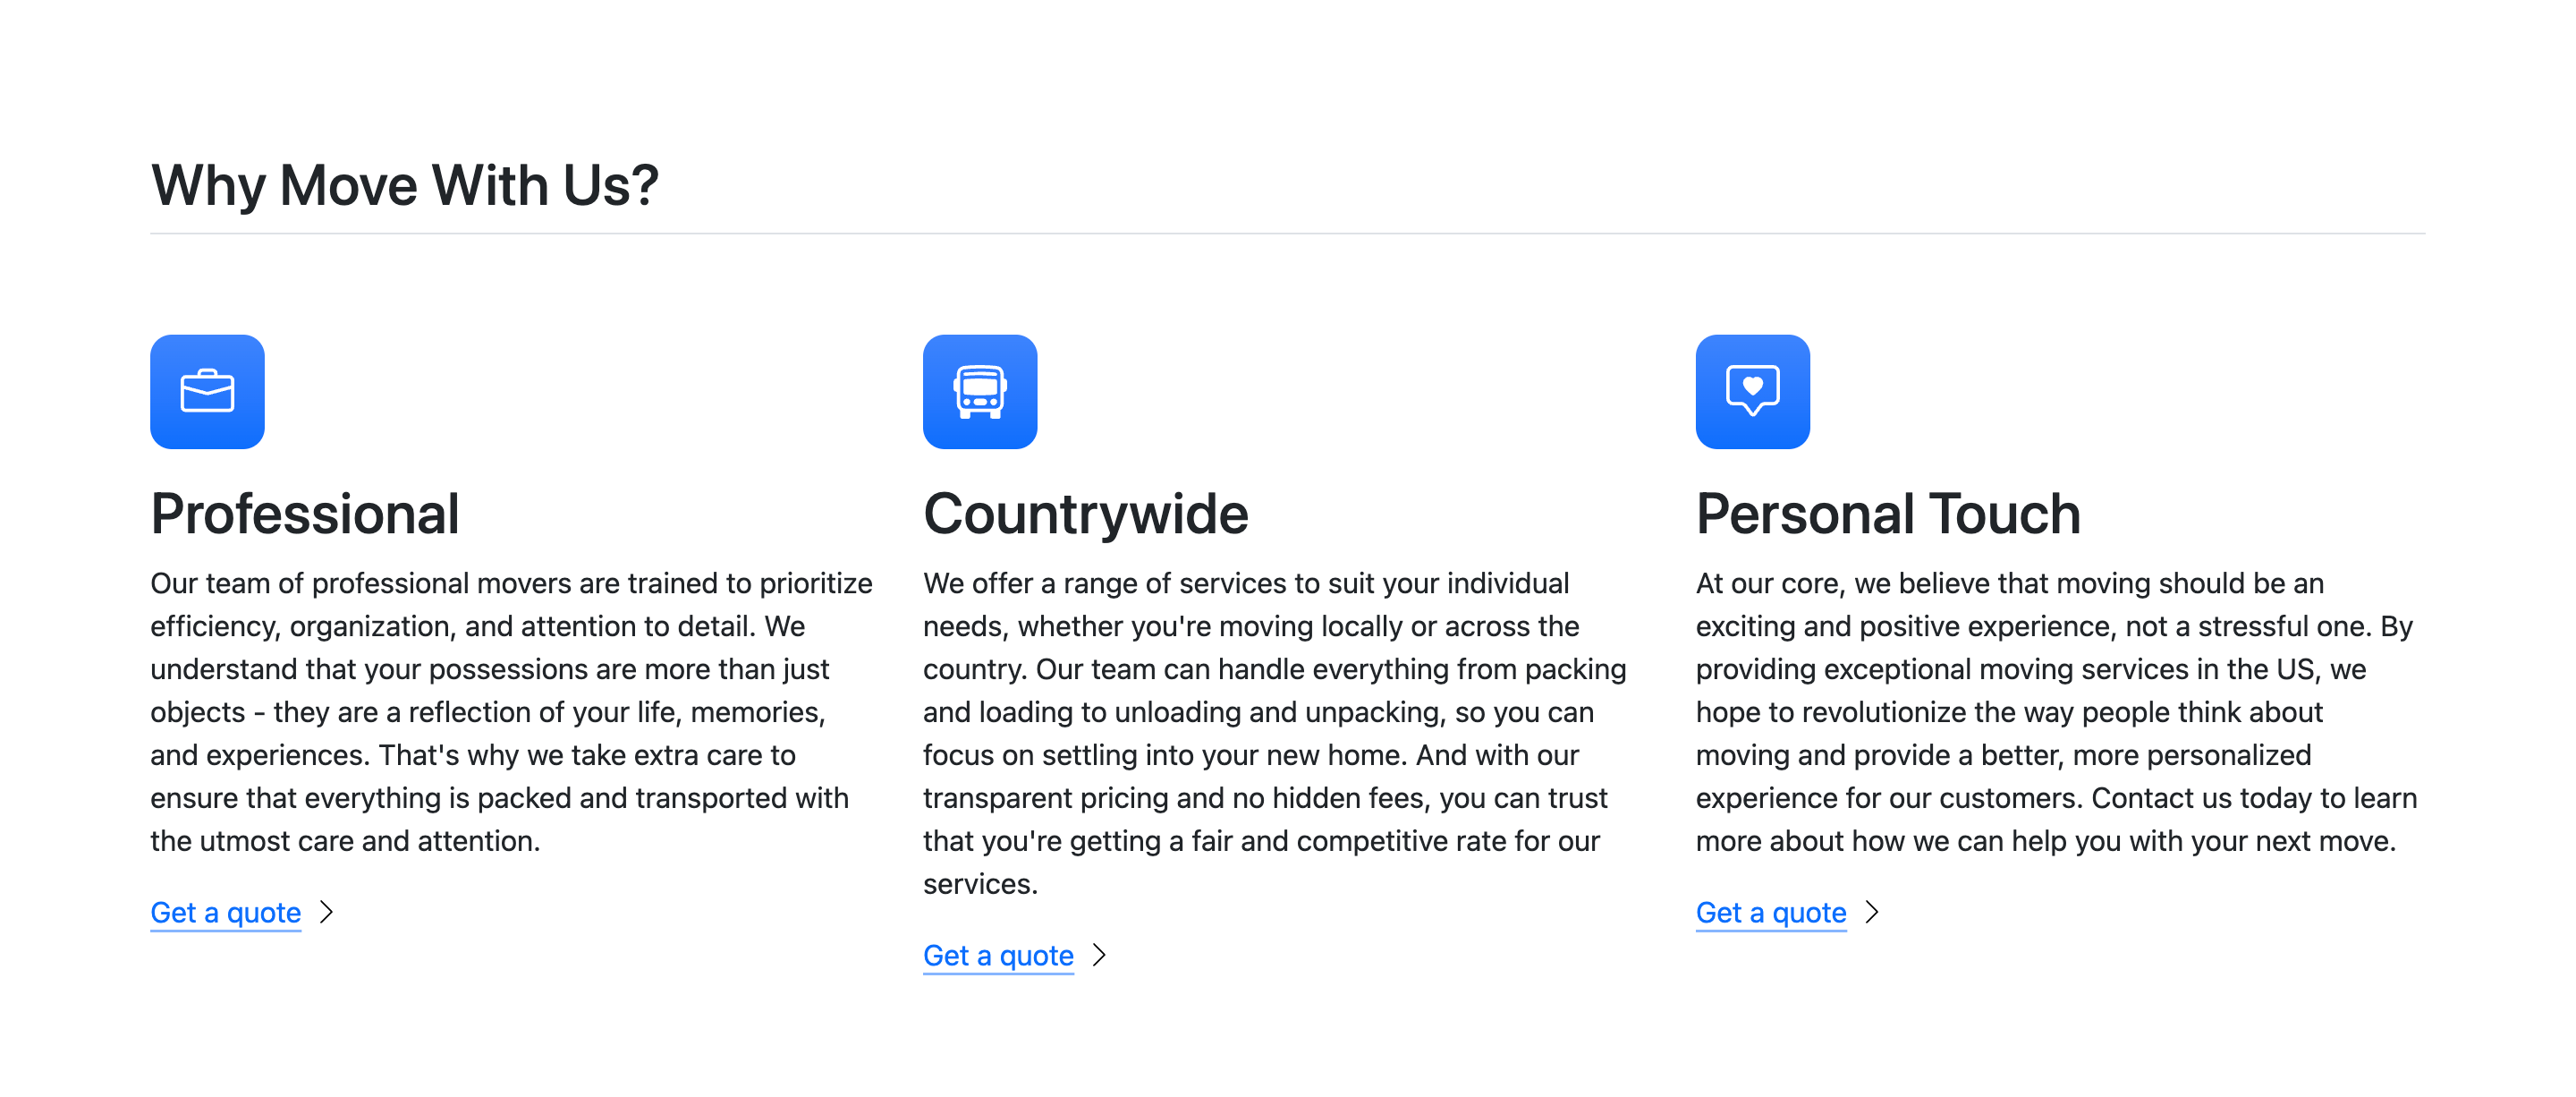 Why Move With Us?
Professional
Our team of professional movers are trained to prioritize
efficiency, organization, and attention to detail. We
understand that your possessions are more than just
objects - they are a reflection of your life, memories,
and experiences. That's why we take extra care to
ensure that everything is packed and transported with
the utmost care and attention.
Get a quote
Countrywide
We offer a range of services to suit your individual
needs, whether you're moving locally or across the
country. Our team can handle everything from packing
and loading to unloading and unpacking, so you can
focus on settling into your new home. And with our
transparent pricing and no hidden fees, you can trust
that you're getting a fair and competitive rate for our
services.
Get a quote
Personal Touch
At our core, we believe that moving should be an
exciting and positive experience, not a stressful one. By
providing exceptional moving services in the US, we
hope to revolutionize the way people think about
moving and provide a better, more personalized
experience for our customers. Contact us today to learn
more about how we can help you with your next move.
Get a quote